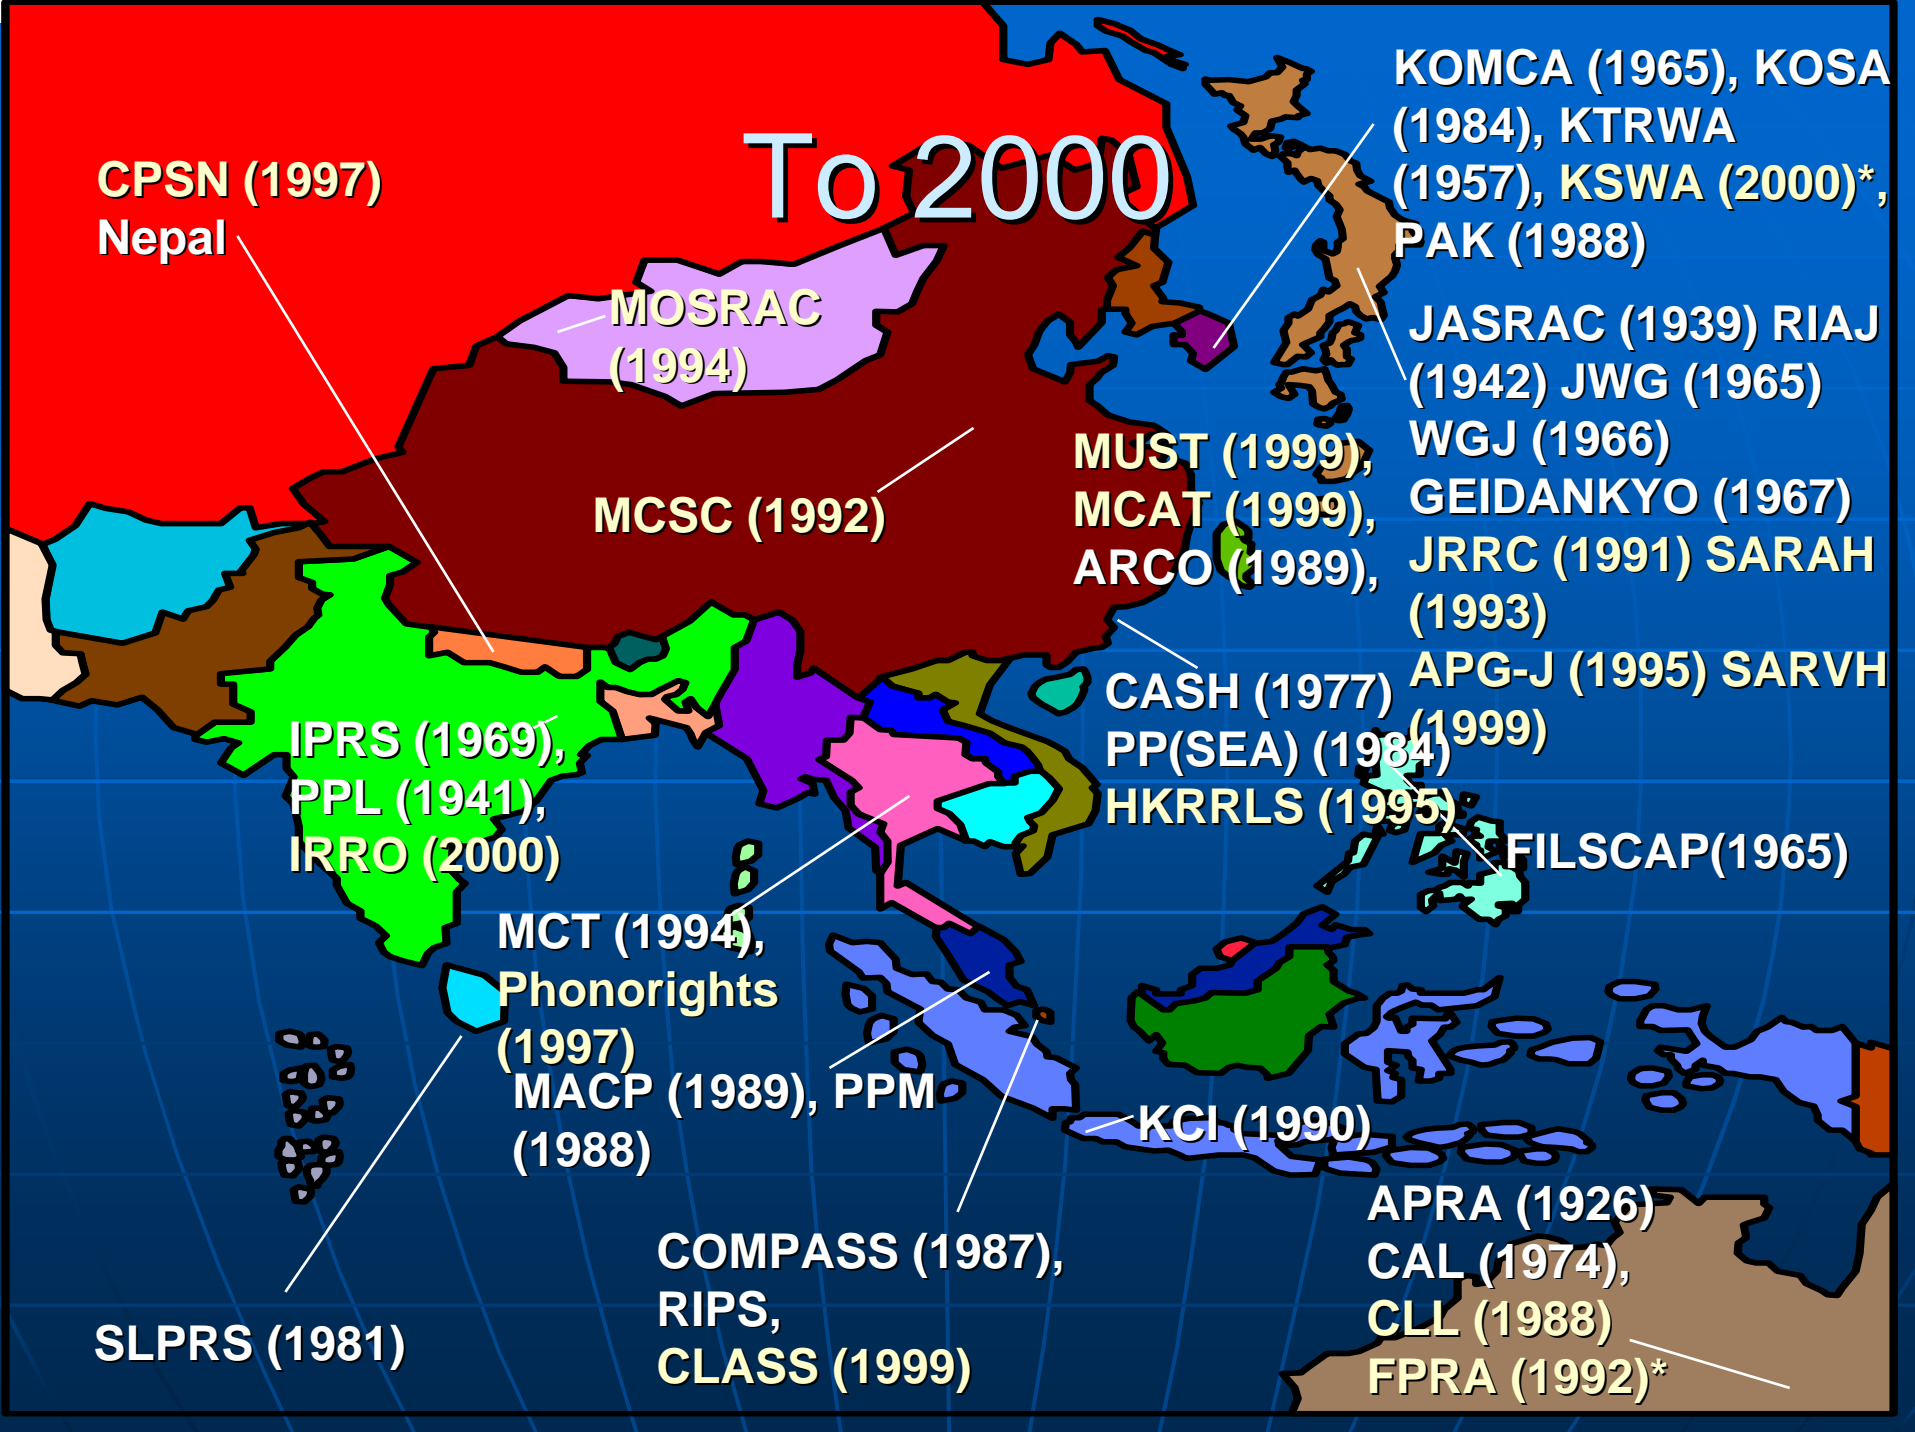 To 2000
CPSN (1997)
Nepal
MOSRAC
(1994)
MCSC (1992)
KOMCA (1965), KOSA
(1984), KTRWA
(1957), KSWA (2000)*,
PAK (1988)
JASRAC (1939) RIAJ
(1942) JWG (1965)
WGJ (1966)
GEIDANKYO (1967)
JRRC (1991) SARAH
(1993)
APG-J (1995) SARVH
(1999)
MUST (1999),
MCAT (1999),
ARCO (1989),
CASH (1977)
PP(SEA) (1984)
HKRRLS (1995)
IPRS (1969),
PPL (1941),
IRRO (2000)
FILSCAP(1965)
MCT (1994),
Phonorights
(1997)
MACP (1989), PPM
(1988)
KCI (1990)
COMPASS (1987),
RIPS,
CLASS (1999)
SLPRS (1981)
APRA (1926)
CAL (1974),
CLL (1988)
FPRA (1992)*